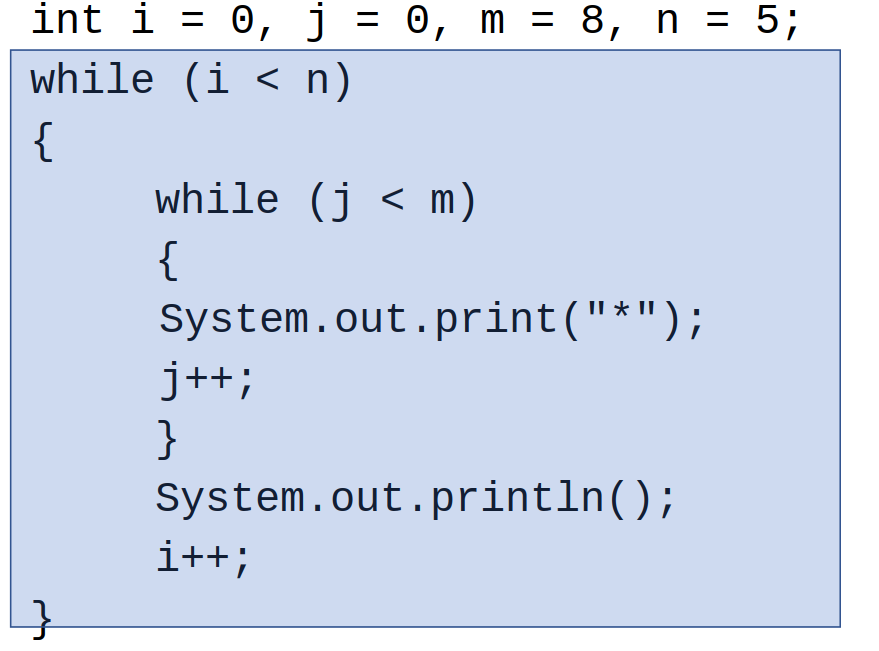 int i = 0, j = 0, m = 8, n = 5;
while (i < n)
{
while (j < m)
{
System.out.print("*");
j++;
}
System.out.println();
i++;
}